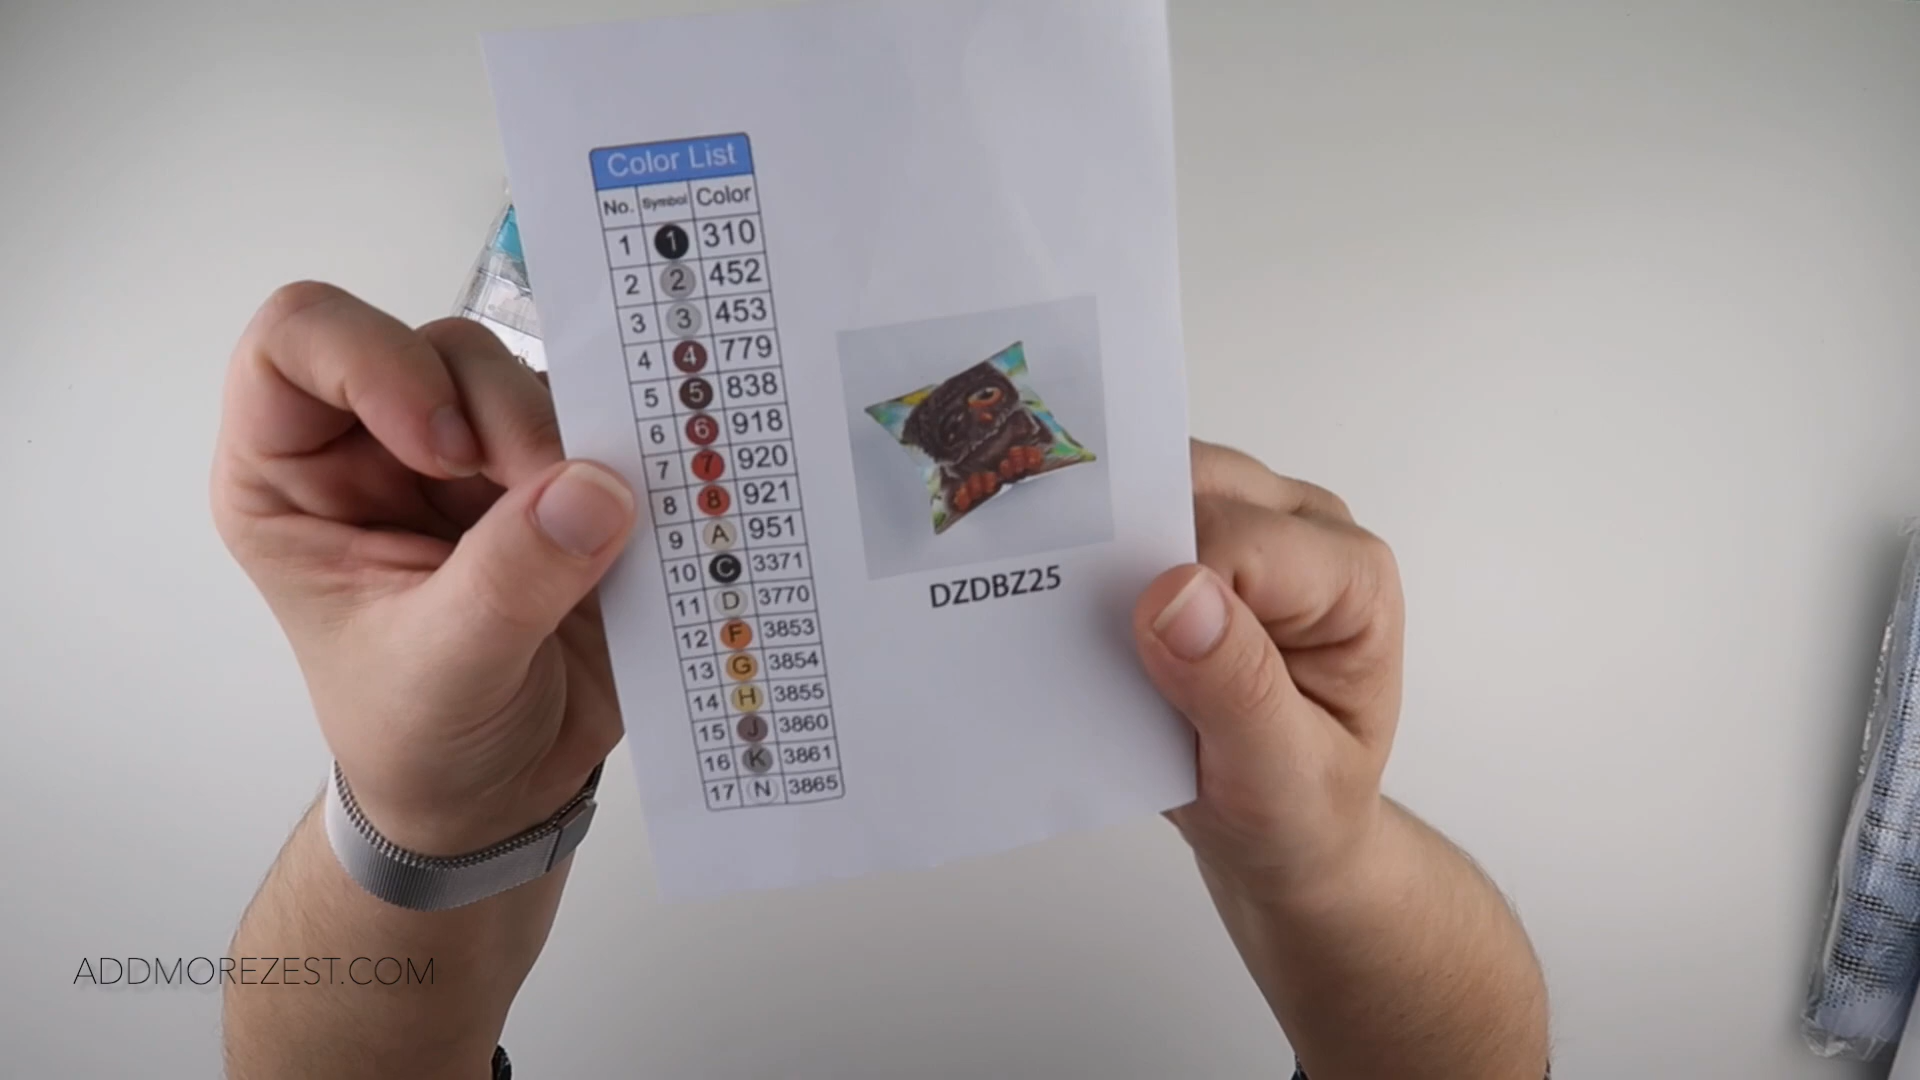 Color List
No. Symbol Color
1 1 310
2 2 452
3 3 453
4 4 779
5 5 838
6 6 918
7 7 920
8 8 921
9 A 951
10 C 3371
11 D 3770
12 F 3853
13 G 3854
14 H 3855
15 J 3860
16 K 3861
17 N 3865
DZDBZ25
ADDMOREZEST.COM